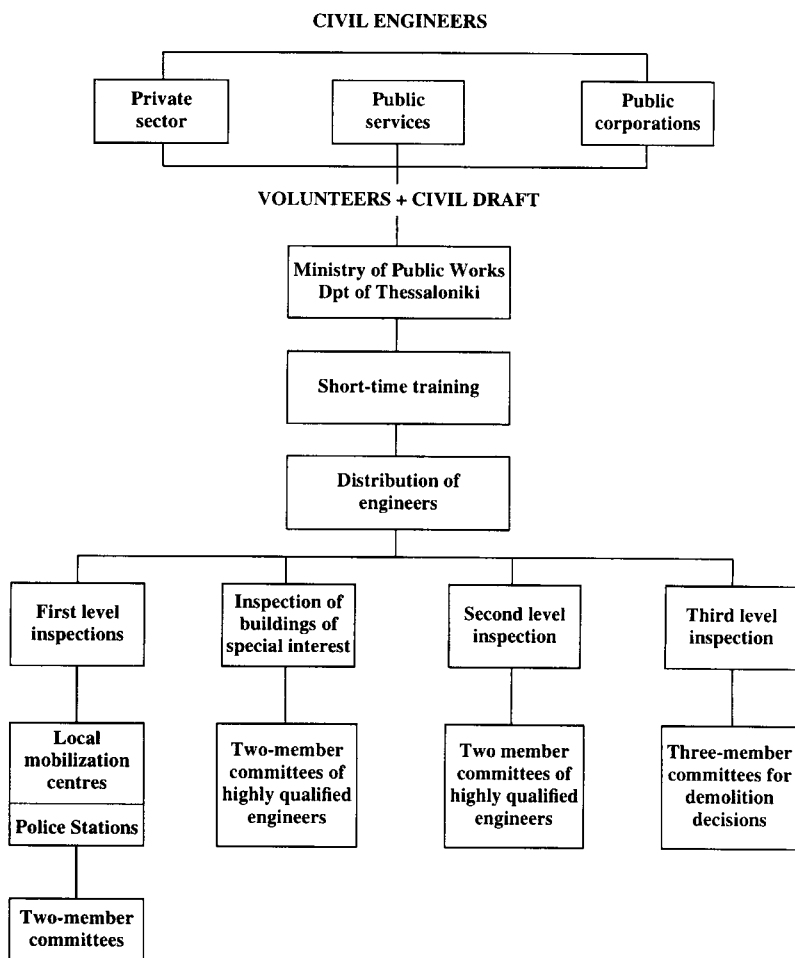 CIVIL ENGINEERS
Private
sector
Public
services
Public
corporations
VOLUNTEERS + CIVIL DRAFT
Ministry of Public Works
Dpt of Thessaloniki
Short-time training
Distribution of
engineers
First level
inspections
Inspection of
buildings of
special interest
Second level
inspection
Third level
inspection
Local
mobilization
centres
Police Stations
Two-member
committees of
highly qualified
engineers
Two member
committees of
highly qualified
engineers
Three-member
committees for
demolition
decisions
Two-member
committees